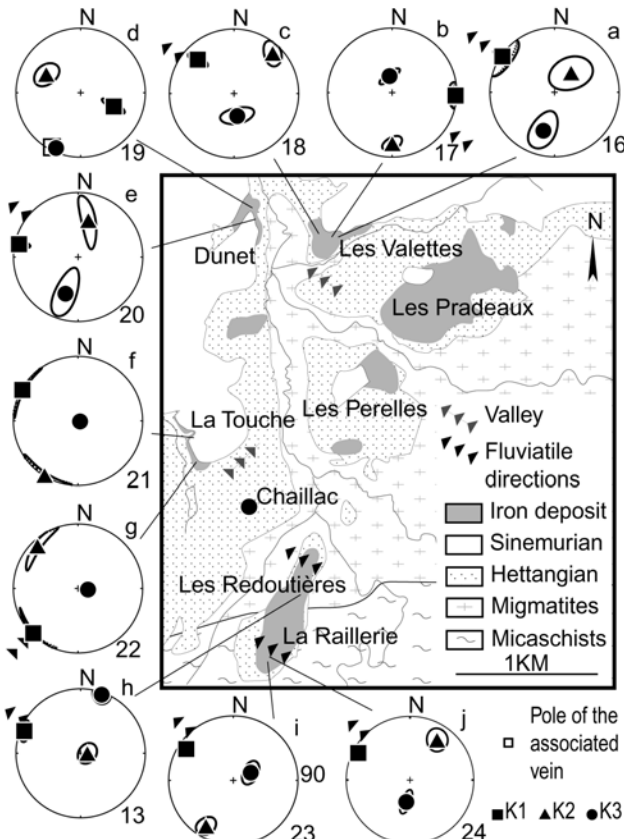 N d N c N b N a
19 18 17 16
N e
20
N f
21
N g
22
N h
13
N i
90
23
N j
24
N
Dunet
Les Valettes
Les Pradeaux
La Touche
Les Perelles
Chaillac
Les Redoutières
La Raillerie
Valley
Fluviatile
directions
Iron deposit
Sinemurian
Hettangian
Migmatites
Micaschists
1KM
Pole of the
associated
vein
K1 K2 K3